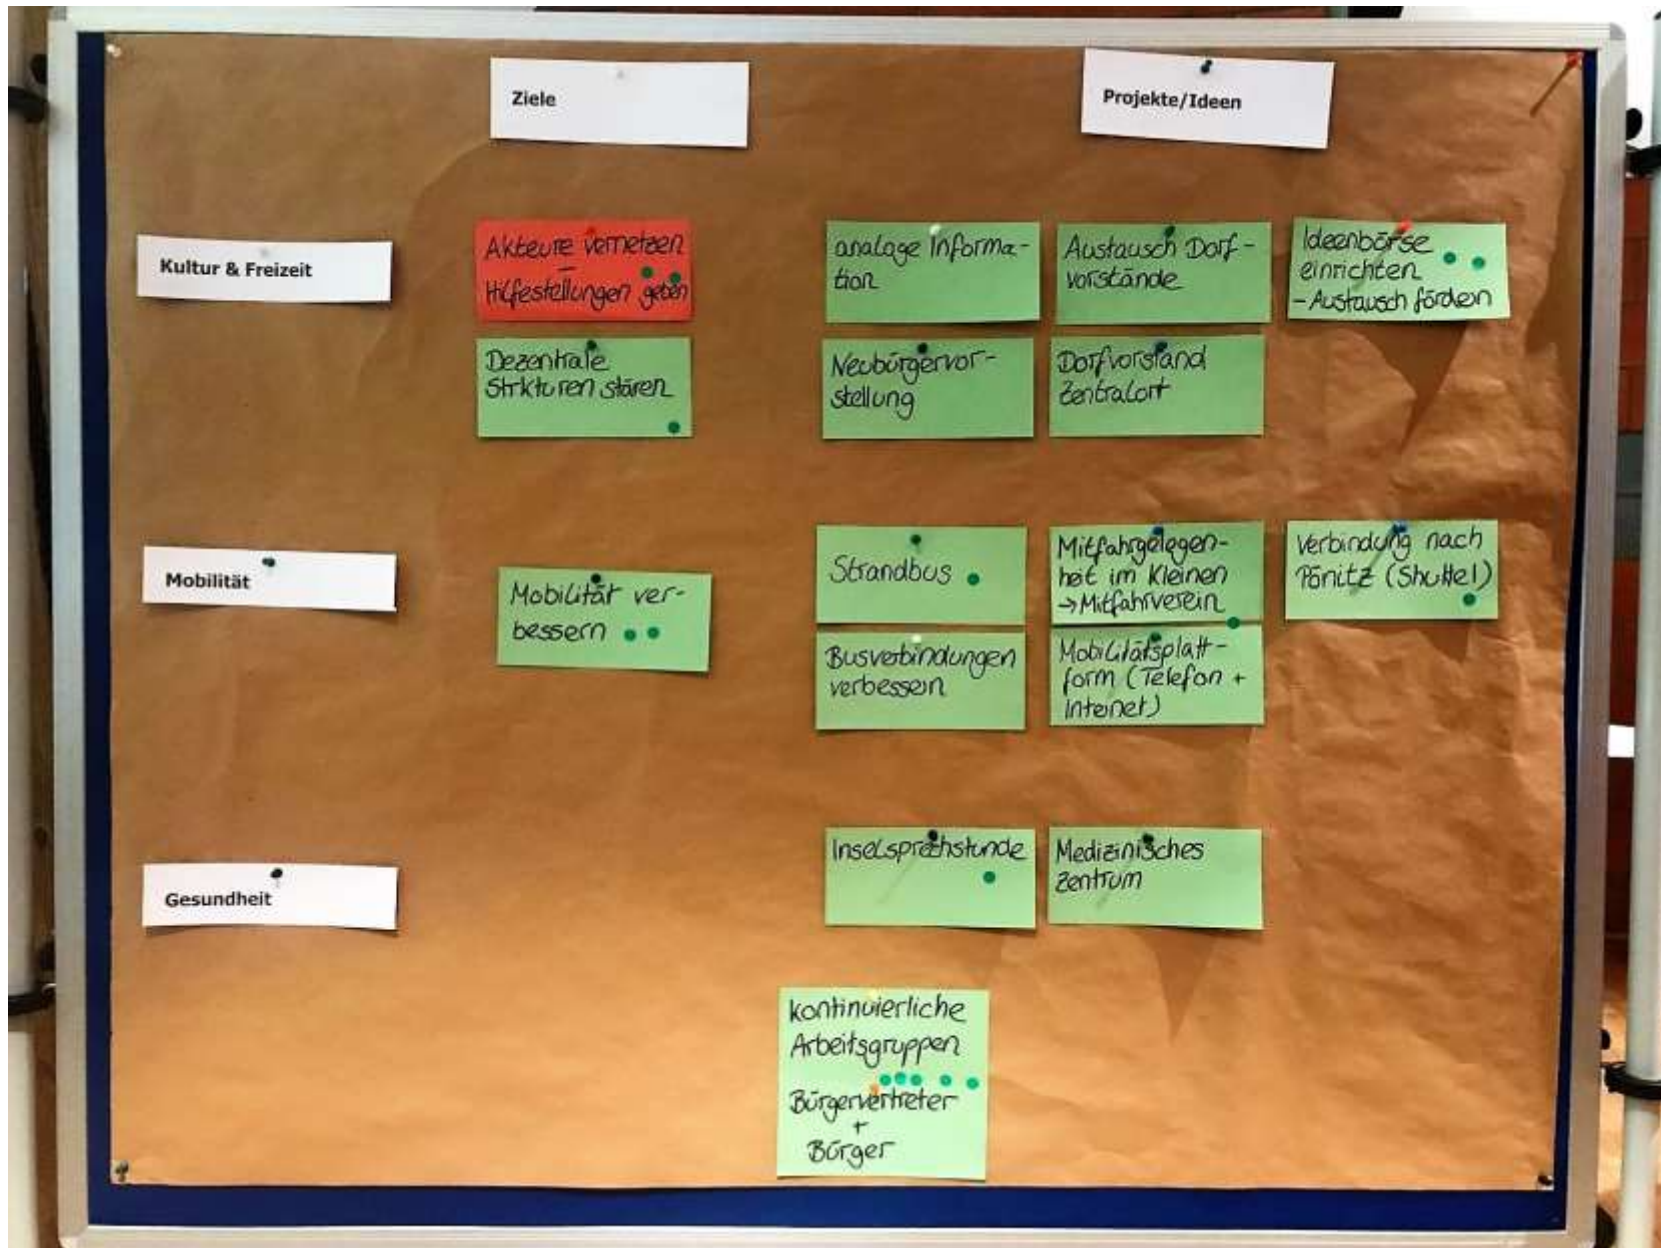 Ziele
Projekte/Ideen
Kultur & Freizeit
Akteure vernetzen
–
Hilfestellungen geben
Dezentrale
Strkturen stären
analoge Informa-
tion
Austausch Dorf-
vorstände
Ideenbörse
einrichten
- Austausch fördern
Neubürgervor-
stellung
Dorfvorstand
Zentralort
Mobilität
Mobilität ver-
bessern
Strandbus
Mitfahrgelegen-
heit im Kleinen
→ Mitfahrverein
Verbindung nach
Pönitz (Shuttel)
Busverbindungen
verbessern
Mobilitätsplatt-
form (Telefon +
Internet)
Gesundheit
Inselsprechstunde
Medizinisches
Zentrum
kontinuierliche
Arbeitsgruppen
Bürgervertreter
+
Bürger